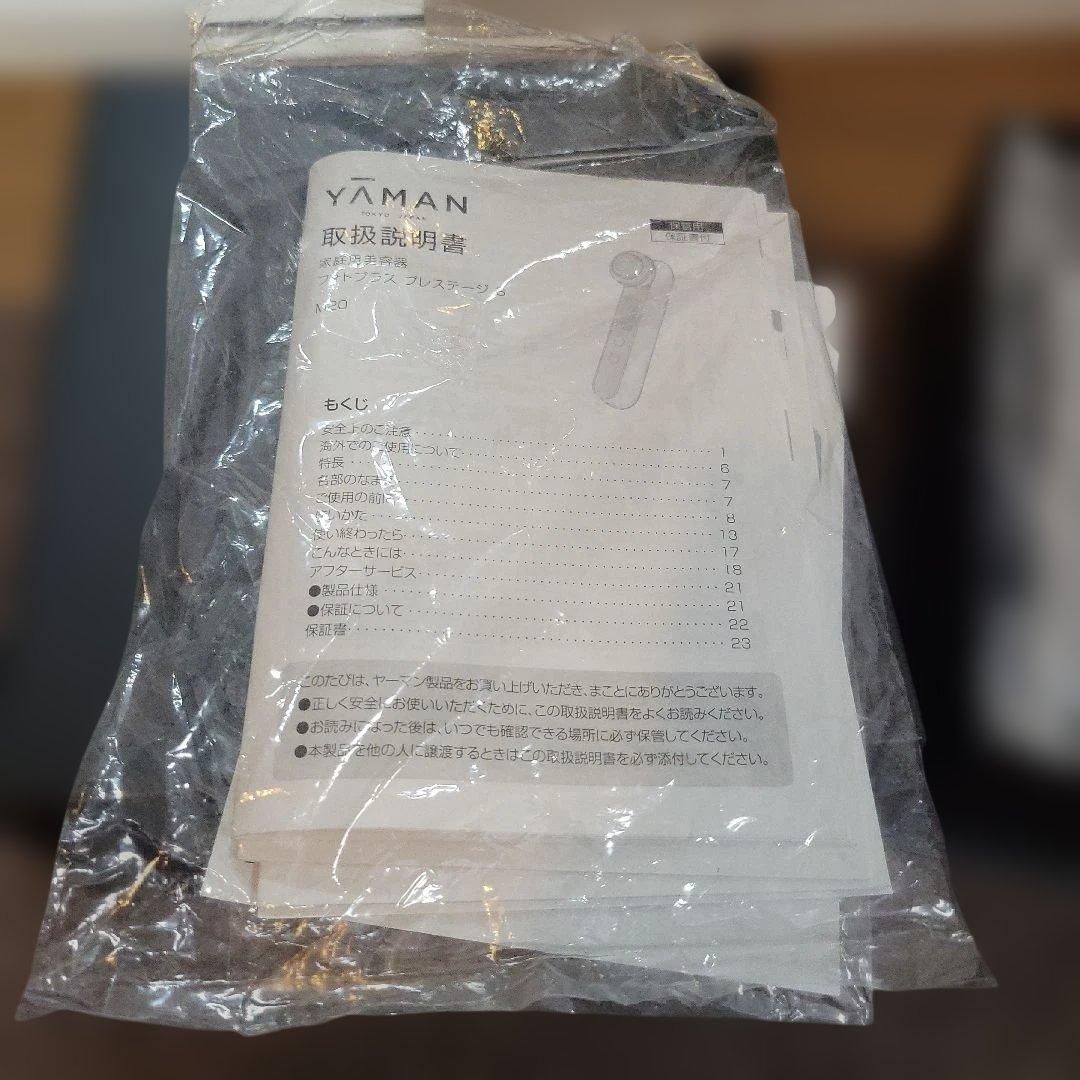 YĀMAN
TOKYO JAPAN
取扱説明書
保管用
保証書付
家庭用美容器
フォトプラス プレステージ S
M20
もくじ
安全上のご注意 1
海外でのご使用について 6
特長 7
各部のなまえ 7
ご使用の前に 8
使いかた 13
使い終わったら 17
こんなときには 18
アフターサービス 21
●製品仕様 21
●保証について 22
保証書 23
このたびは、ヤーマン製品をお買い上げいただき、まことにありがとうございます。
●正しく安全にお使いいただくために、この取扱説明書をよくお読みください。
●お読みになった後は、いつでも確認できる場所に必ず保管してください。
●本製品を他の人に譲渡するときはこの取扱説明書を必ず添付してください。